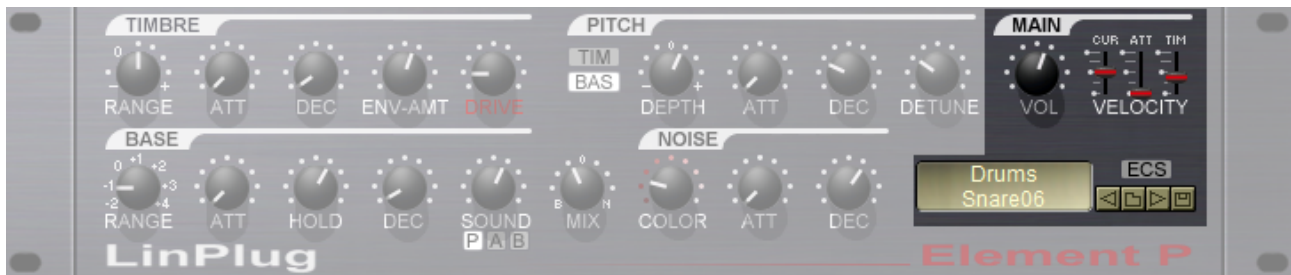 TIMBRE PITCH MAIN
CUR ATT TIM
0 TIM 0
BAS
- + - +
RANGE ATT DEC ENV-AMT DRIVE DEPTH ATT DEC DETUNE VOL VELOCITY
BASE NOISE
0 +1 +2 0
-1 +3
-2 +4 B N
RANGE ATT HOLD DEC SOUND MIX COLOR ATT DEC
P A B
Drums ECS
Snare06
LinPlug Element P